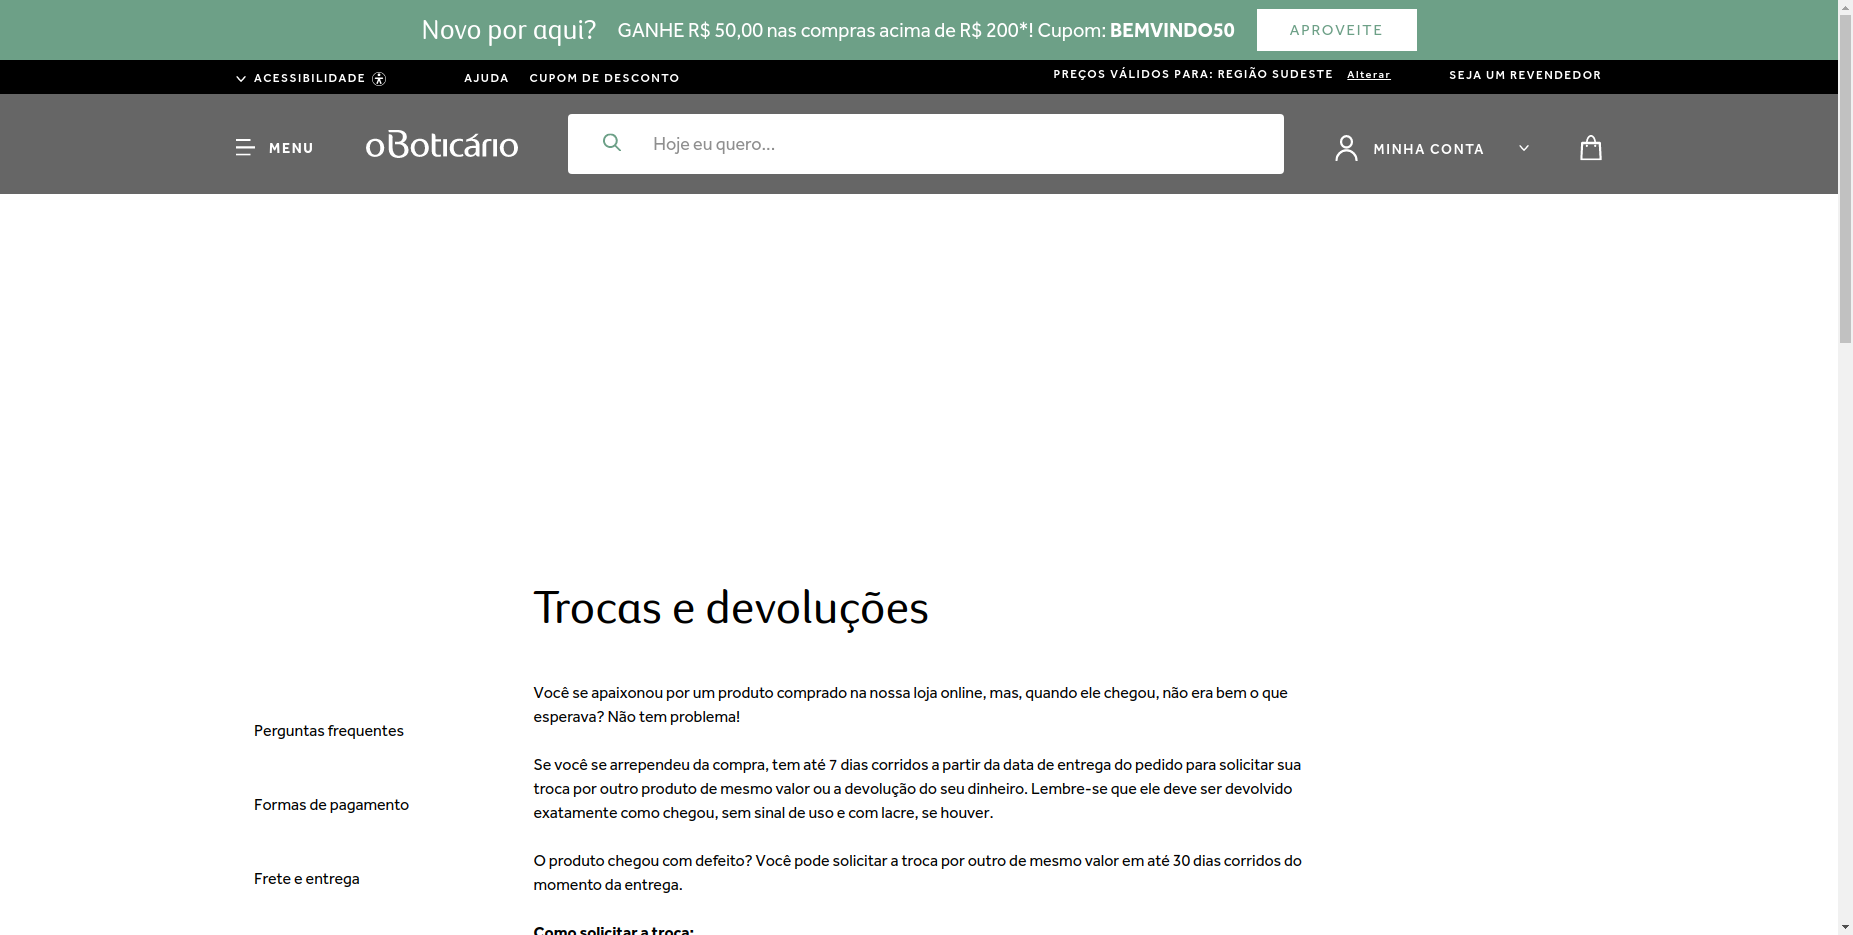 Novo por aqui? GANHE R$ 50,00 nas compras acima de R$ 200*! Cupom: BEMVINDO50 APROVEITE
ACESSIBILIDADE AJUDA CUPOM DE DESCONTO PREÇOS VÁLIDOS PARA: REGIÃO SUDESTE Alterar SEJA UM REVENDEDOR
MENU oBoticário Hoje eu quero... MINHA CONTA
Trocas e devoluções
Você se apaixonou por um produto comprado na nossa loja online, mas, quando ele chegou, não era bem o que
esperava? Não tem problema!
Perguntas frequentes
Se você se arrependeu da compra, tem até 7 dias corridos a partir da data de entrega do pedido para solicitar sua
troca por outro produto de mesmo valor ou a devolução do seu dinheiro. Lembre-se que ele deve ser devolvido
exatamente como chegou, sem sinal de uso e com lacre, se houver.
Formas de pagamento
O produto chegou com defeito? Você pode solicitar a troca por outro de mesmo valor em até 30 dias corridos do
momento da entrega.
Frete e entrega
Como solicitar a troca: